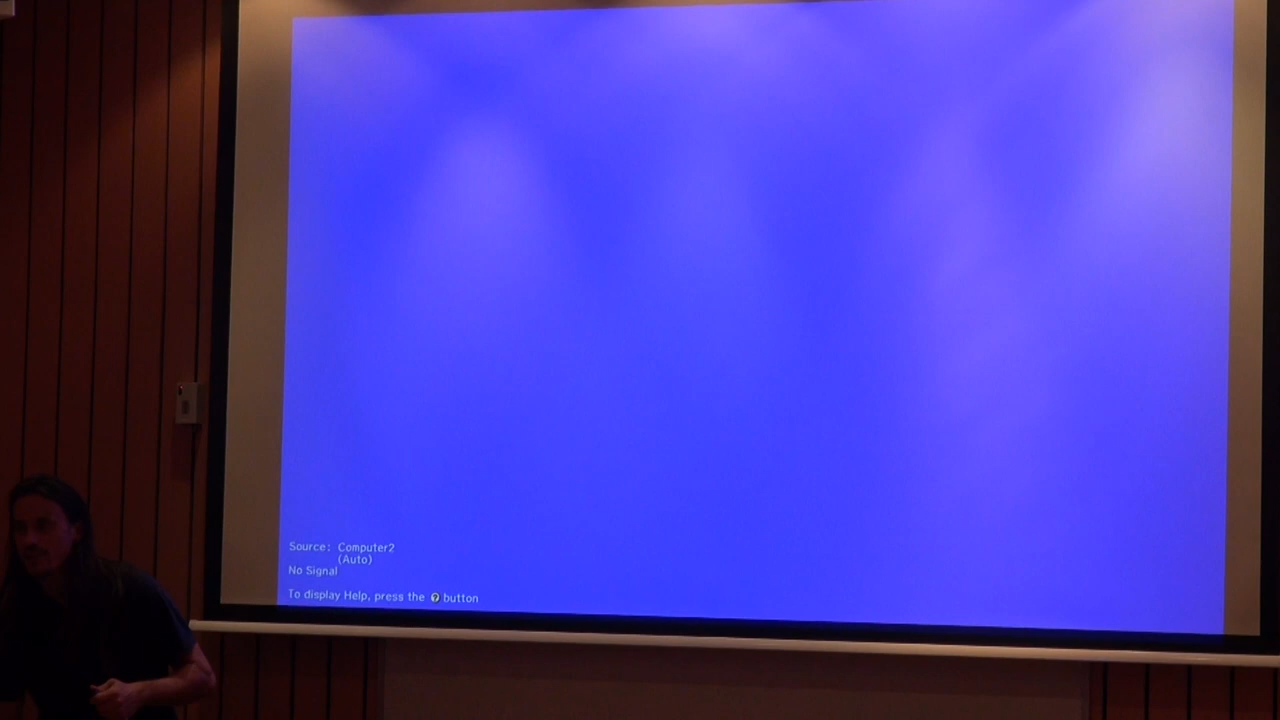 Source: Computer2
(Auto)
No Signal
To display Help, press the ? button